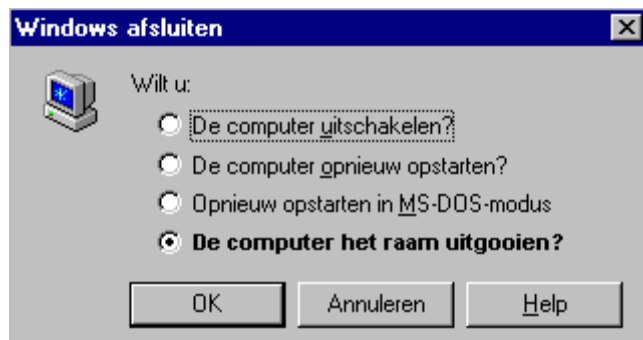 Windows afsluiten
Wilt u:
De computer uitschakelen?
De computer opnieuw opstarten?
Opnieuw opstarten in MS-DOS-modus
De computer het raam uitgooien?
OK Annuleren Help